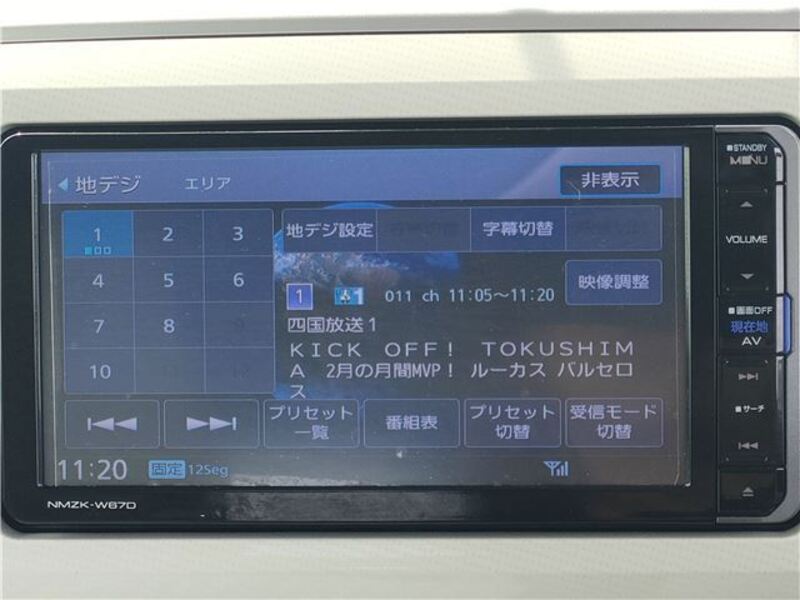 地デジ エリア 非表示
1 2 3 地デジ設定 字幕切替
4 5 6 映像調整
1 1 011 ch 11:05～11:20
7 8 四国放送1
KICK OFF! TOKUSHIM
10 A 2月の月間MVP! ルーカス バルセロ
ス
プリセット
一覧
番組表
プリセット
切替
受信モード
切替
11:20 固定 12Seg
NMZK-W67D
STANDBY
MENU
VOLUME
画面OFF
現在地
AV
サーチ